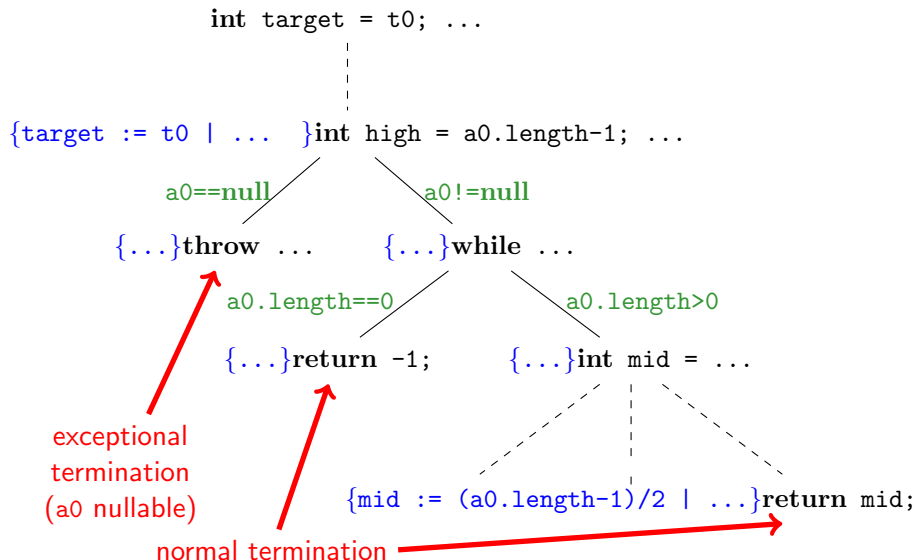 int target = t0; ...
{target := t0 | ... }int high = a0.length-1; ...
a0==null a0!=null
{...}throw ... {...}while ...
a0.length==0 a0.length>0
{...}return -1; {...}int mid = ...
exceptional
termination
(a0 nullable)
{mid := (a0.length-1)/2 | ...}return mid;
normal termination